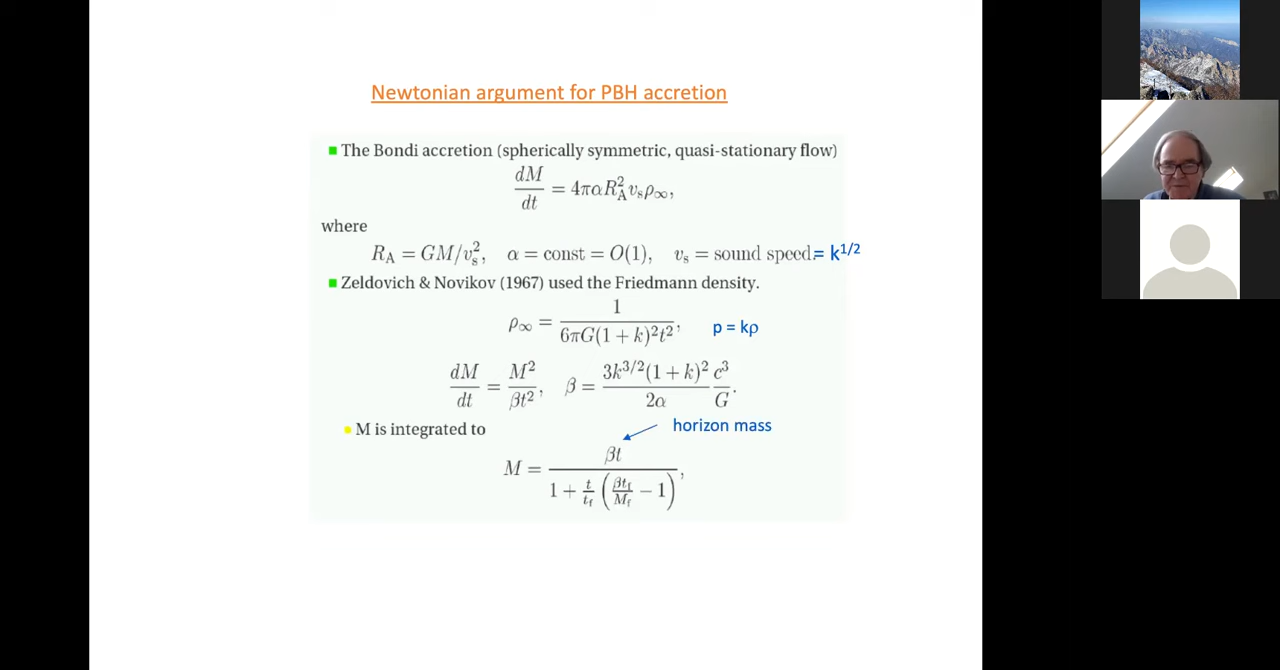 Newtonian argument for PBH accretion
■ The Bondi accretion (spherically symmetric, quasi-stationary flow)
dM/dt = 4παR_A^2 v_s ρ_∞,
where
R_A = GM/v_s^2, α = const = O(1), v_s = sound speed = k^1/2
■ Zeldovich & Novikov (1967) used the Friedmann density.
ρ_∞ = 1/(6πG(1 + k)^2 t^2), p = kρ
dM/dt = M^2/(βt^2), β = 3k^{3/2}(1 + k)^2/(2α) c^3/G.
• M is integrated to
horizon mass
M = βt/(1 + t/t_f (βt_f/M_f − 1)),